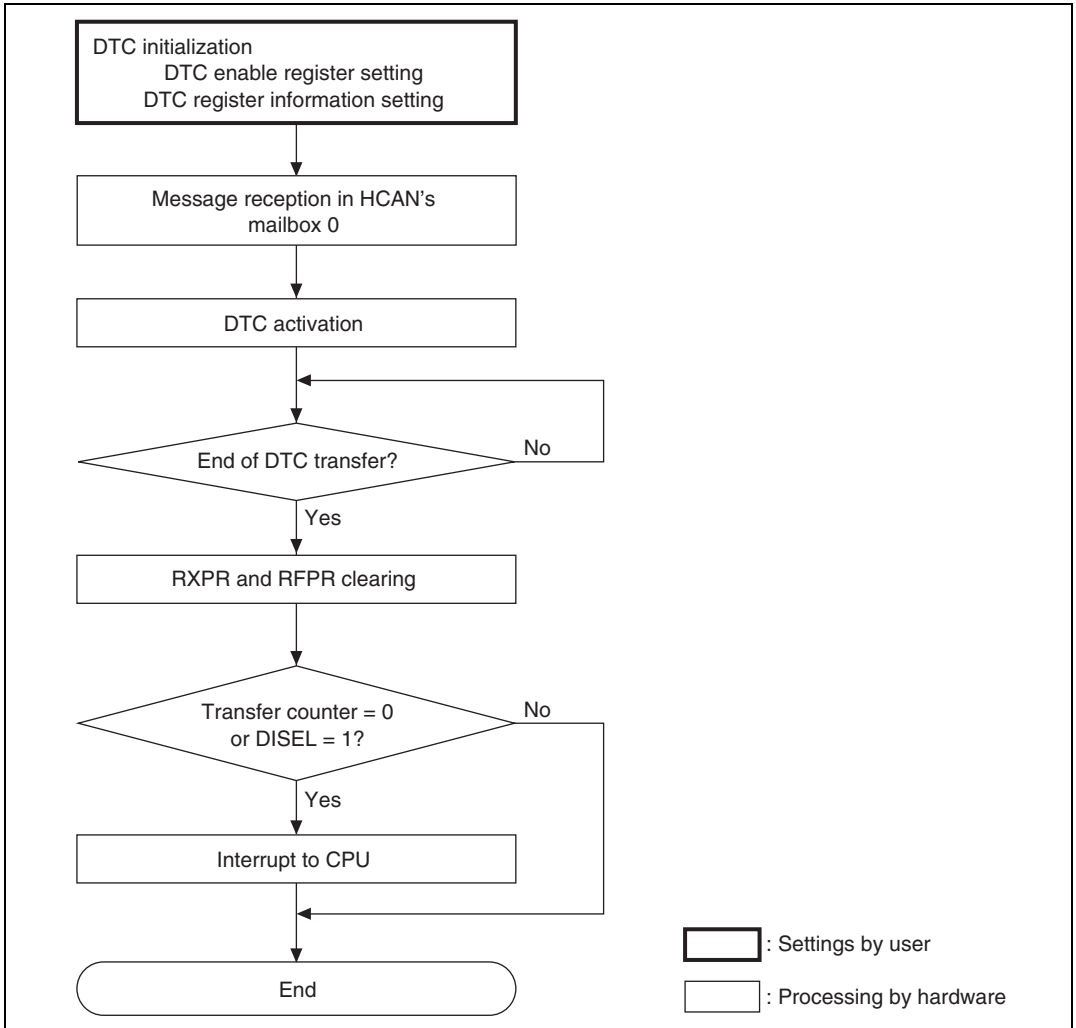 DTC initialization
DTC enable register setting
DTC register information setting
Message reception in HCAN's
mailbox 0
DTC activation
End of DTC transfer?
No
Yes
RXPR and RFPR clearing
Transfer counter = 0
or DISEL = 1?
No
Yes
Interrupt to CPU
End
: Settings by user
: Processing by hardware